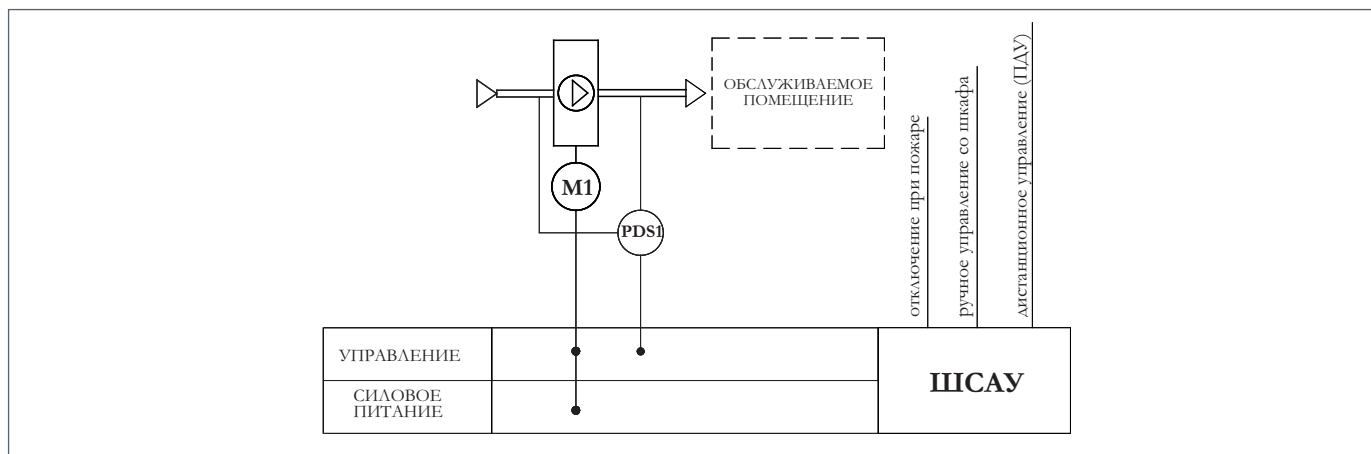 ОБСЛУЖИВАЕМОЕ
ПОМЕЩЕНИЕ
M1
PDS1
отключение при пожаре
ручное управление со шкафа
дистанционное управление (ПДУ)
УПРАВЛЕНИЕ
СИЛОВОЕ
ПИТАНИЕ
ШСАУ